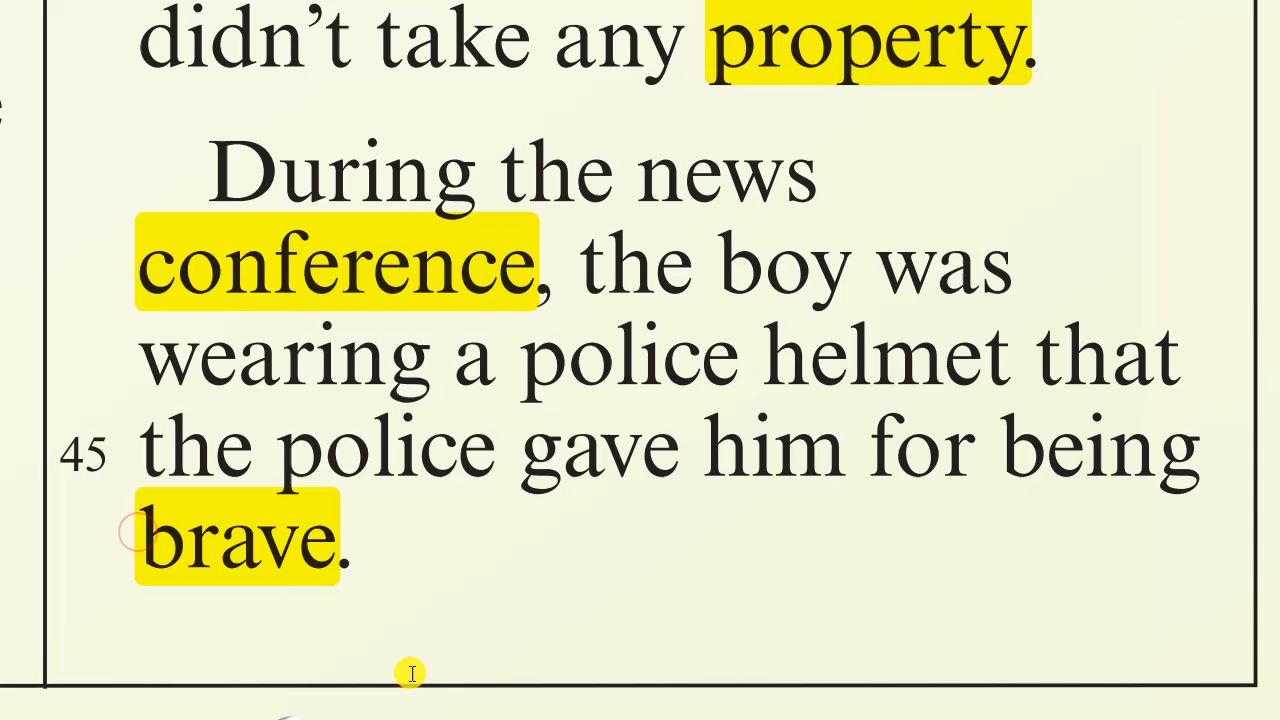 didn’t take any property.
During the news
conference, the boy was
wearing a police helmet that
45 the police gave him for being
brave.